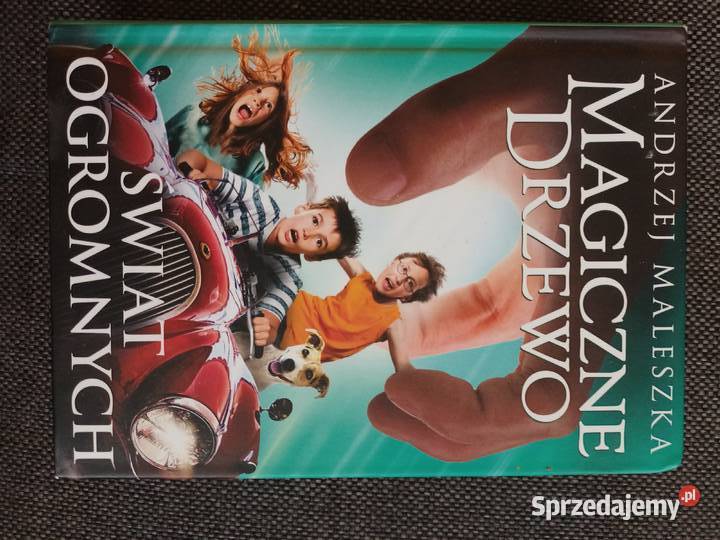 ANDRZEJ MALESZKA
MAGICZNE
DRZEWO
ŚWIAT
OGROMNYCH
Sprzedajemy.pl